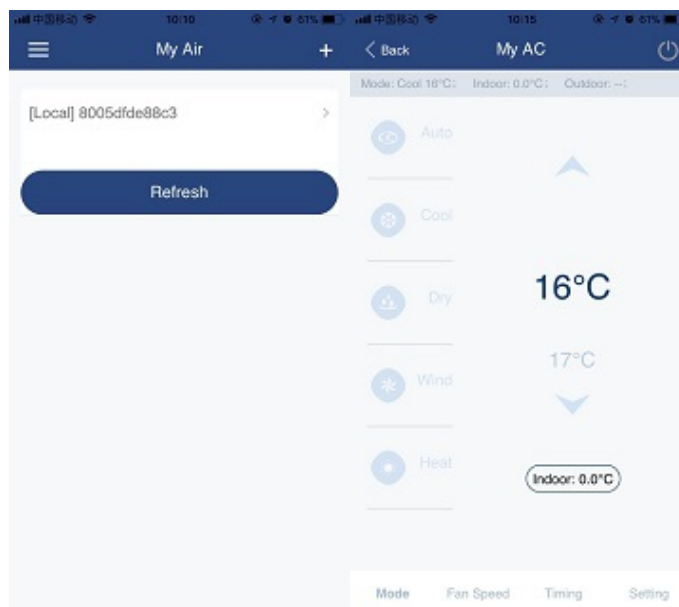 中国移动 10:10 61%
My Air +
[Local] 8005dfde88c3 >
Refresh
中国移动 10:15 61%
< Back My AC
Mode: Cool 16°C; Indoor: 0.0°C; Outdoor: --;
Auto
Cool
Dry
Wind
Heat
16°C
17°C
Indoor: 0.0°C
Mode Fan Speed Timing Setting